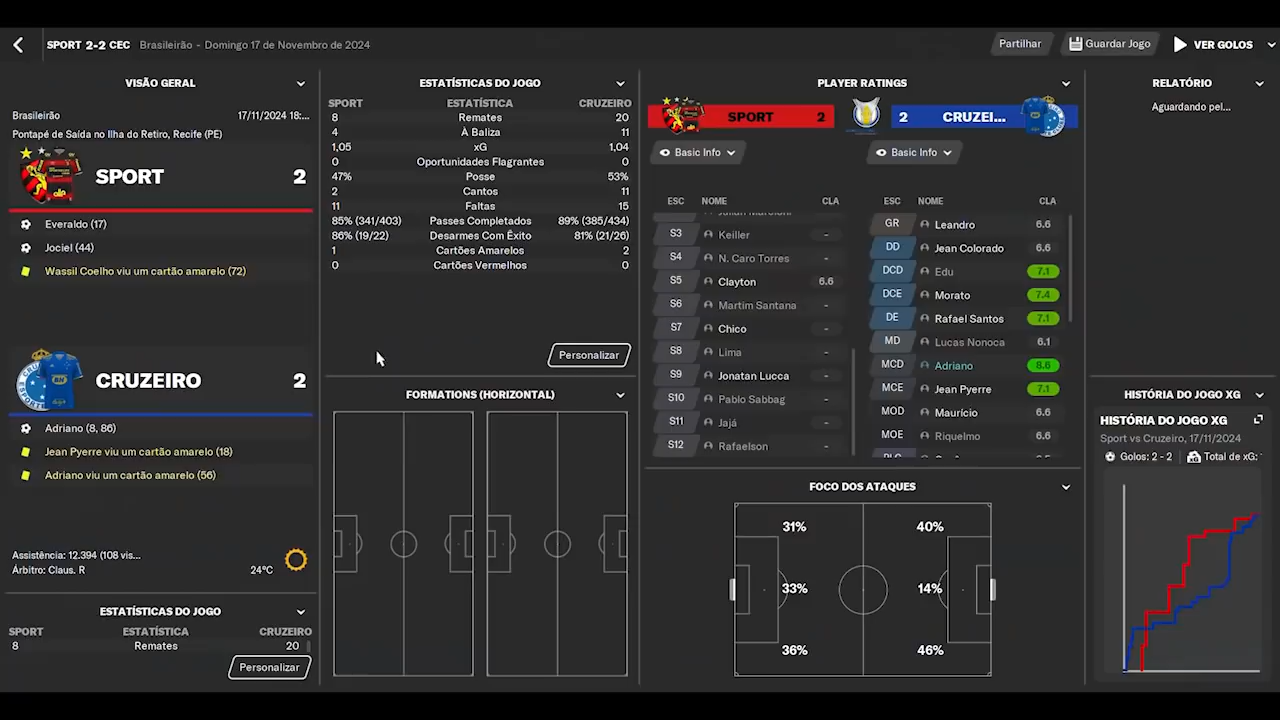 SPORT 2-2 CEC Brasileirão - Domingo 17 de Novembro de 2024
Partilhar
Guardar Jogo
VER GOLOS
VISÃO GERAL
Brasileirão 17/11/2024 18:...
Pontapé de Saída no Ilha do Retiro, Recife (PE)
SPORT 2
Everaldo (17)
Jociel (44)
Wassil Coelho viu um cartão amarelo (72)
CRUZEIRO 2
Adriano (8, 86)
Jean Pyerre viu um cartão amarelo (18)
Adriano viu um cartão amarelo (56)
Assistência: 12.394 (108 vis...
Árbitro: Claus. R 24°C
ESTATÍSTICAS DO JOGO
SPORT ESTATÍSTICA CRUZEIRO
8 Remates 20
Personalizar
ESTATÍSTICAS DO JOGO
SPORT ESTATÍSTICA CRUZEIRO
8 Remates 20
4 À Baliza 11
1,05 xG 1,04
0 Oportunidades Flagrantes 0
47% Posse 53%
2 Cantos 11
11 Faltas 15
85% (341/403) Passes Completados 89% (385/434)
86% (19/22) Desarmes Com Êxito 81% (21/26)
1 Cartões Amarelos 2
0 Cartões Vermelhos 0
Personalizar
FORMATIONS (HORIZONTAL)
PLAYER RATINGS
SPORT 2
2 CRUZEI...
Basic Info
Basic Info
ESC NOME CLA
S3 Keiller -
S4 N. Caro Torres -
S5 Clayton 6.6
S6 Martim Santana -
S7 Chico -
S8 Lima -
S9 Jonatan Lucca -
S10 Pablo Sabbag -
S11 Jajá -
S12 Rafaelson -
ESC NOME CLA
GR Leandro 6.6
DD Jean Colorado 6.6
DCD Edu 7.1
DCE Morato 7.4
DE Rafael Santos 7.1
MD Lucas Nonoca 6.1
MCD Adriano 8.6
MCE Jean Pyerre 7.1
MOD Maurício 6.6
MOE Riquelmo 6.6
FOCO DOS ATAQUES
31% 40%
33% 14%
36% 46%
RELATÓRIO
Aguardando pel...
HISTÓRIA DO JOGO XG
HISTÓRIA DO JOGO XG
Sport vs Cruzeiro, 17/11/2024
Golos: 2 - 2 | Total de xG: